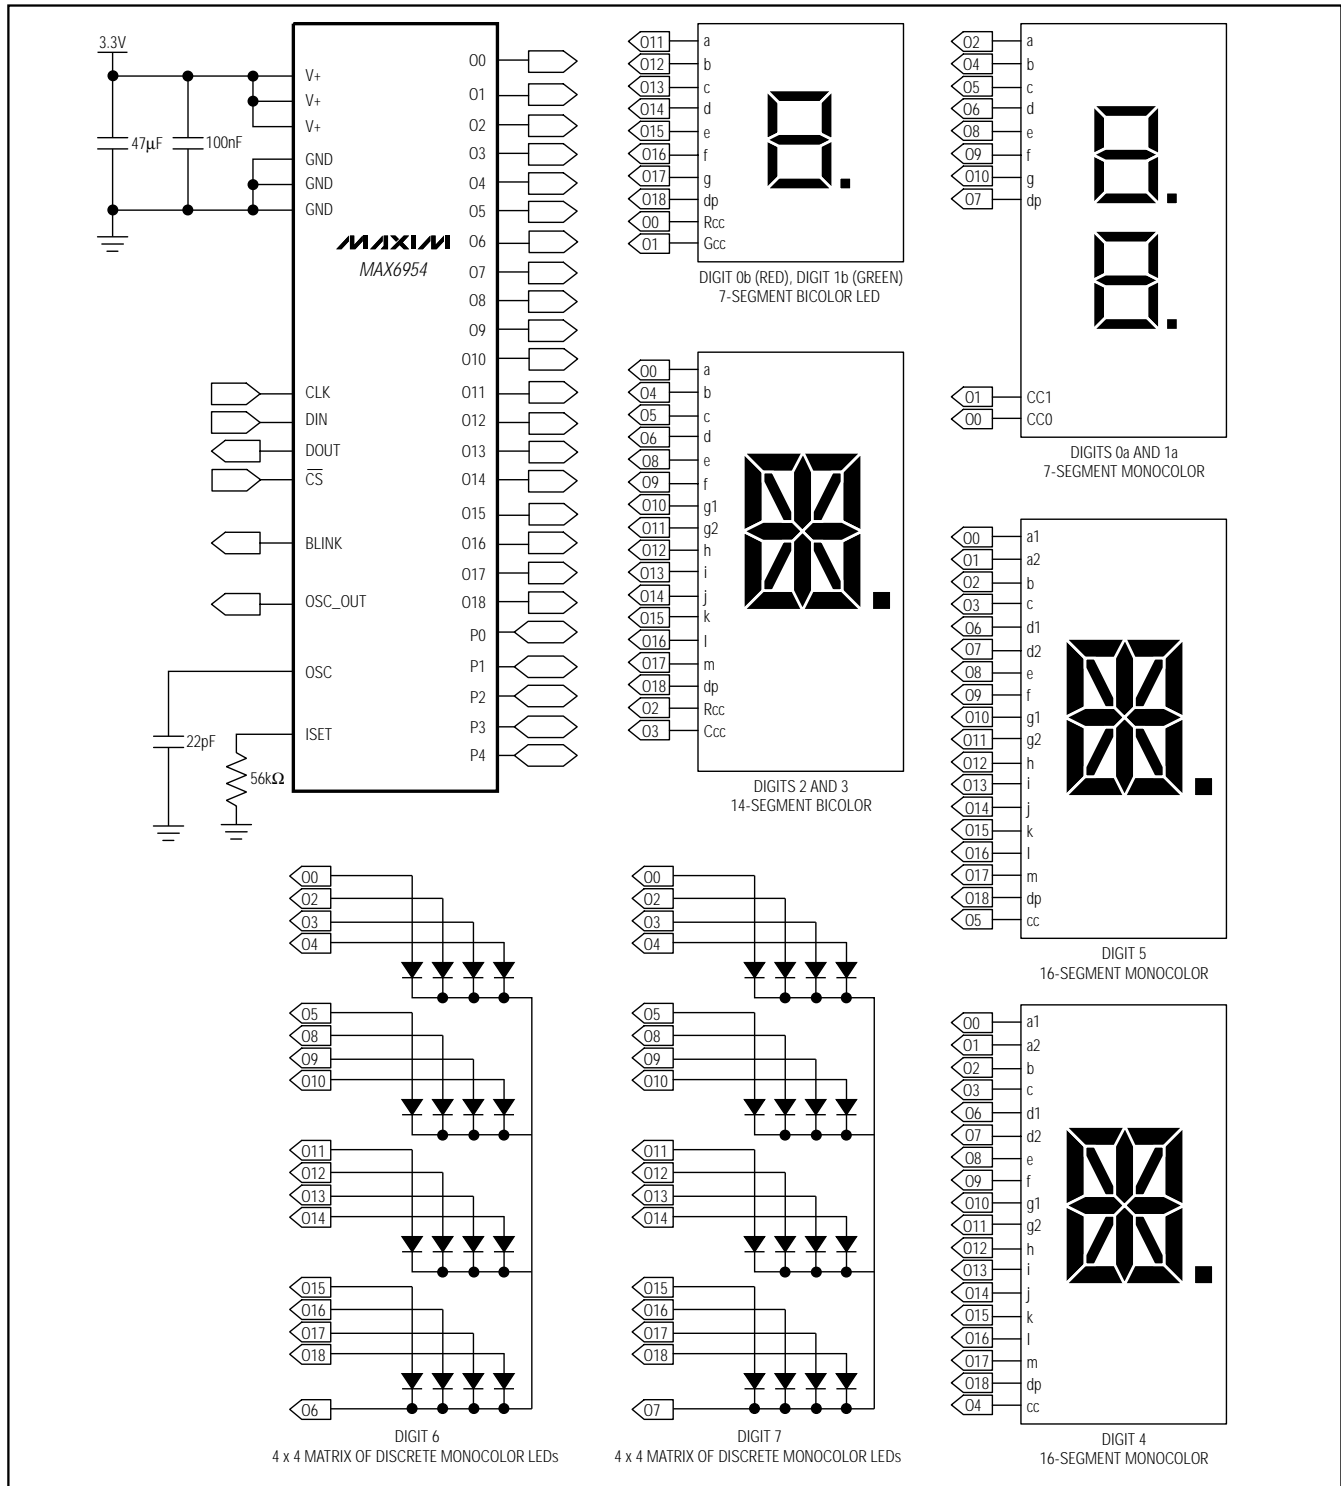 3.3V
47µF
100nF
V+
V+
V+
GND
GND
GND
MAXIM
MAX6954
CLK
DIN
DOUT
CS
BLINK
OSC_OUT
OSC
ISET
22pF
56kΩ
O0
O1
O2
O3
O4
O5
O6
O7
O8
O9
O10
O11
O12
O13
O14
O15
O16
O17
O18
P0
P1
P2
P3
P4
O11 a
O12 b
O13 c
O14 d
O15 e
O16 f
O17 g
O18 dp
O0 Rcc
O1 Gcc
DIGIT 0b (RED), DIGIT 1b (GREEN)
7-SEGMENT BICOLOR LED
O2 a
O4 b
O5 c
O6 d
O8 e
O9 f
O10 g
O7 dp
O1 CC1
O0 CC0
DIGITS 0a AND 1a
7-SEGMENT MONOCOLOR
O0 a
O4 b
O5 c
O6 d
O8 e
O9 f
O10 g1
O11 g2
O12 h
O13 i
O14 j
O15 k
O16 l
O17 m
O18 dp
O2 Rcc
O3 Ccc
DIGITS 2 AND 3
14-SEGMENT BICOLOR
O0 a1
O1 a2
O2 b
O3 c
O6 d1
O7 d2
O8 e
O9 f
O10 g1
O11 g2
O12 h
O13 i
O14 j
O15 k
O16 l
O17 m
O18 dp
O5 cc
DIGIT 5
16-SEGMENT MONOCOLOR
O0
O2
O3
O4
O5
O8
O9
O10
O11
O12
O13
O14
O15
O16
O17
O18
O6
DIGIT 6
4 x 4 MATRIX OF DISCRETE MONOCOLOR LEDs
O0
O2
O3
O4
O5
O8
O9
O10
O11
O12
O13
O14
O15
O16
O17
O18
O7
DIGIT 7
4 x 4 MATRIX OF DISCRETE MONOCOLOR LEDs
O0 a1
O1 a2
O2 b
O3 c
O6 d1
O7 d2
O8 e
O9 f
O10 g1
O11 g2
O12 h
O13 i
O14 j
O15 k
O16 l
O17 m
O18 dp
O4 cc
DIGIT 4
16-SEGMENT MONOCOLOR